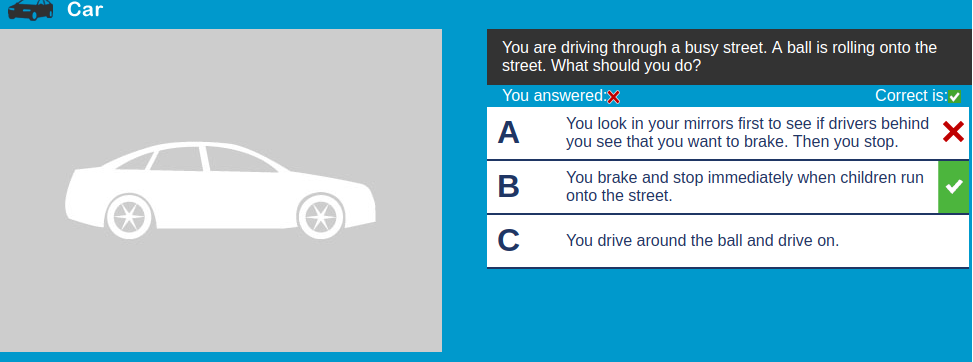 Car
You are driving through a busy street. A ball is rolling onto the
street. What should you do?
You answered:
Correct is:
A
You look in your mirrors first to see if drivers behind
you see that you want to brake. Then you stop.
B
You brake and stop immediately when children run
onto the street.
C
You drive around the ball and drive on.